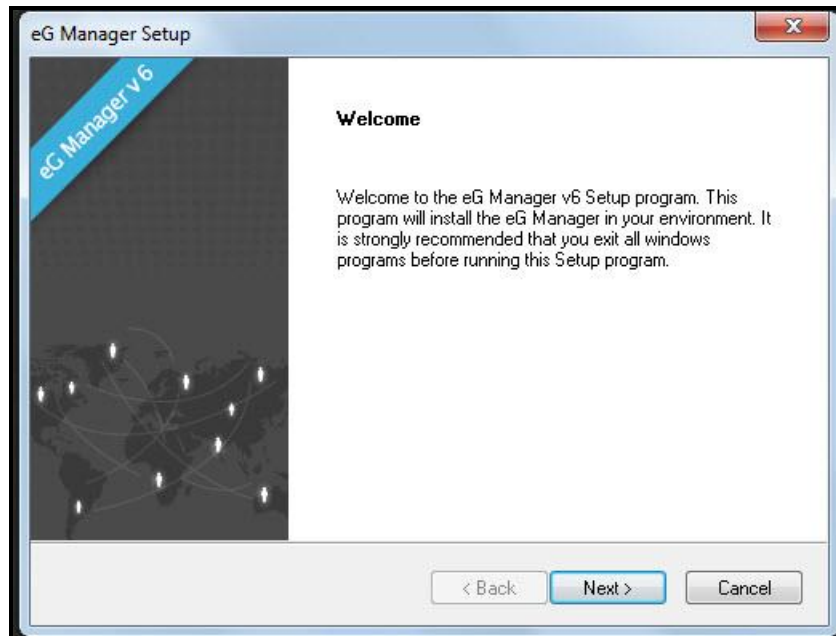 eG Manager Setup
eG Manager v 6
Welcome
Welcome to the eG Manager v6 Setup program. This
program will install the eG Manager in your environment. It
is strongly recommended that you exit all windows
programs before running this Setup program.
< Back
Next >
Cancel